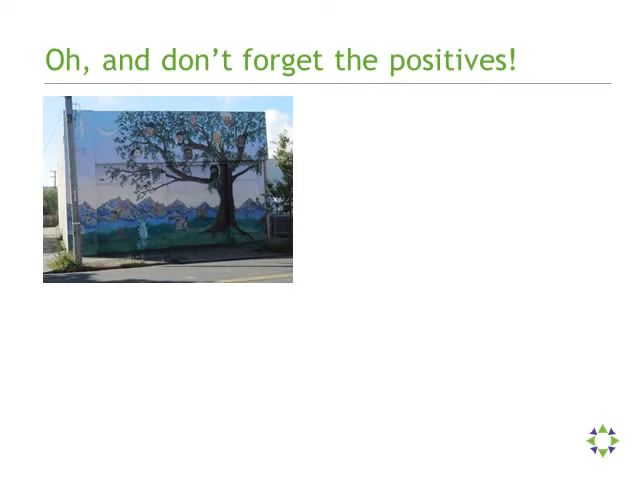 Oh, and don’t forget the positives!